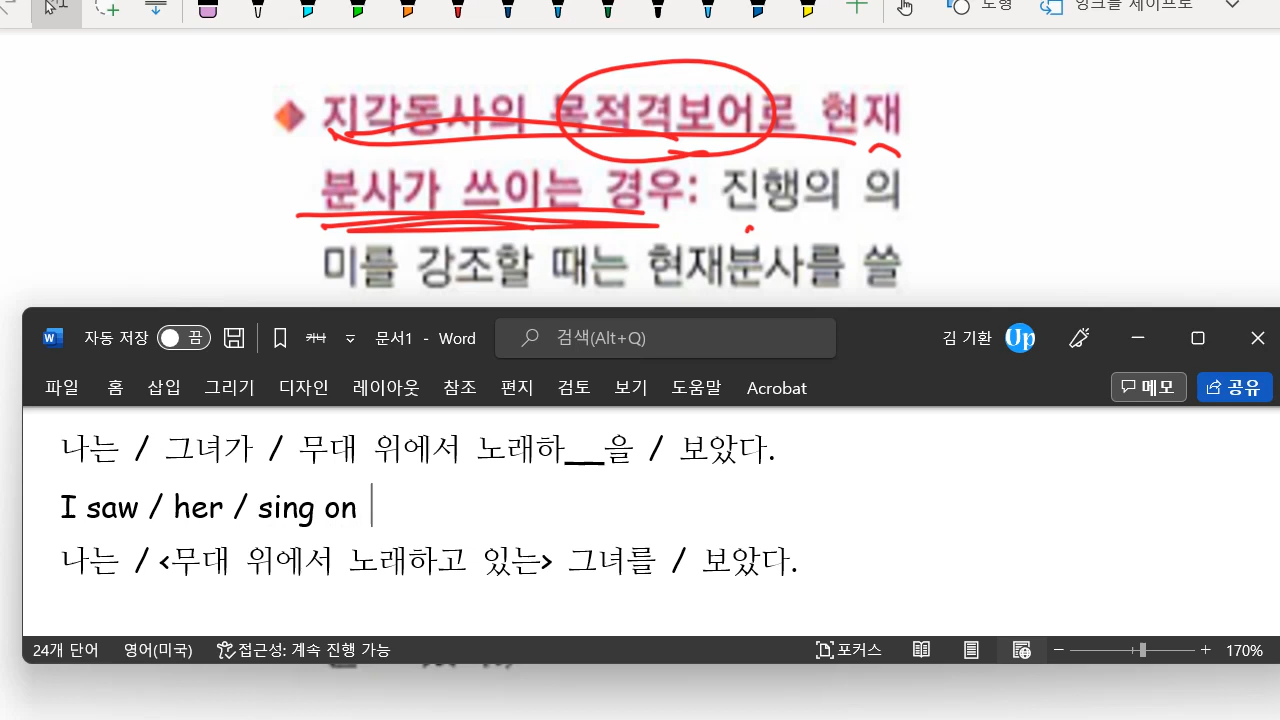 도형
잉크를 셰이프로
지각동사의 목적격보어로 현재
분사가 쓰이는 경우: 진행의 의
미를 강조할 때는 현재분사를 쓸
자동 저장 끔 문서1 - Word 검색(Alt+Q) 김 기환 Up
파일 홈 삽입 그리기 디자인 레이아웃 참조 편지 검토 보기 도움말 Acrobat 메모 공유
나는 / 그녀가 / 무대 위에서 노래하__을 / 보았다.
I saw / her / sing on
나는 / <무대 위에서 노래하고 있는> 그녀를 / 보았다.
24개 단어 영어(미국) 접근성: 계속 진행 가능 포커스 170%